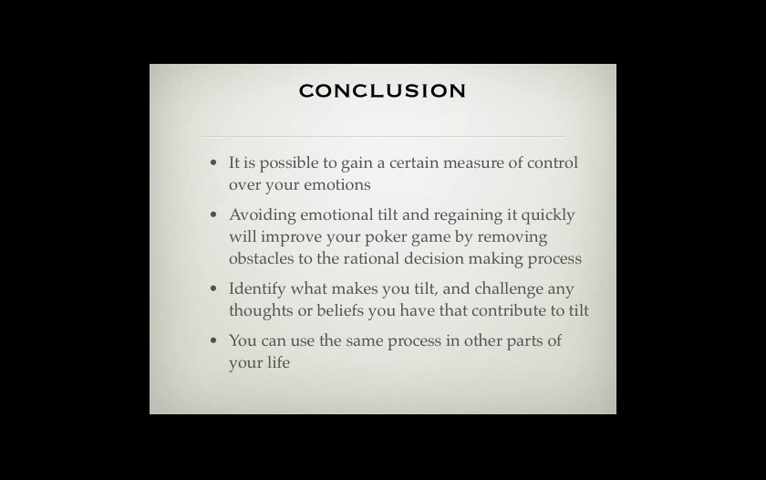 CONCLUSION
• It is possible to gain a certain measure of control
over your emotions
• Avoiding emotional tilt and regaining it quickly
will improve your poker game by removing
obstacles to the rational decision making process
• Identify what makes you tilt, and challenge any
thoughts or beliefs you have that contribute to tilt
• You can use the same process in other parts of
your life